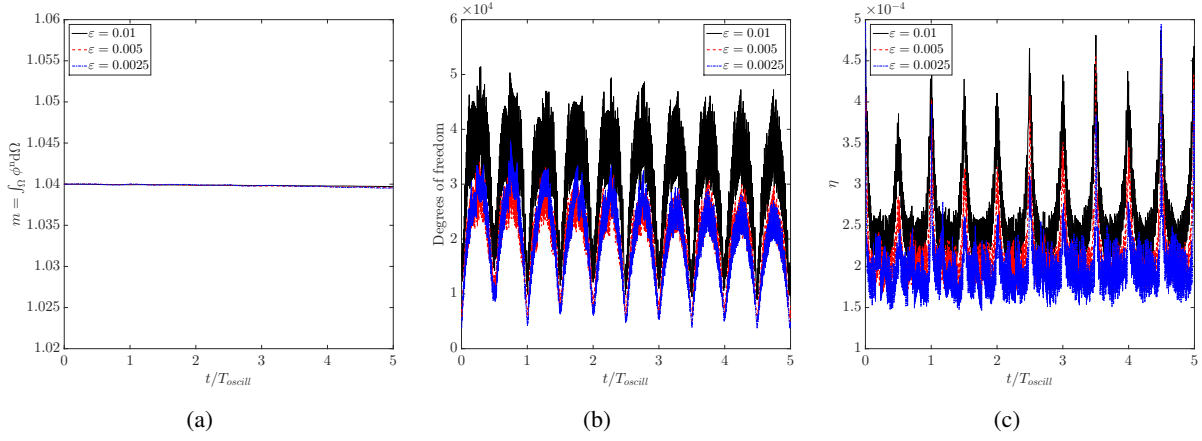 1.06
1.055
1.05
1.045
1.04
1.035
1.03
1.025
1.02
m = ∫_Ω ϕⁿdΩ
ε = 0.01
ε = 0.005
ε = 0.0025
0 1 2 3 4 5
t/T_oscill
(a)
×10⁴
6
5
4
3
2
1
0
Degrees of freedom
ε = 0.01
ε = 0.005
ε = 0.0025
0 1 2 3 4 5
t/T_oscill
(b)
×10⁻⁴
5
4.5
4
3.5
3
2.5
2
1.5
1
η
ε = 0.01
ε = 0.005
ε = 0.0025
0 1 2 3 4 5
t/T_oscill
(c)